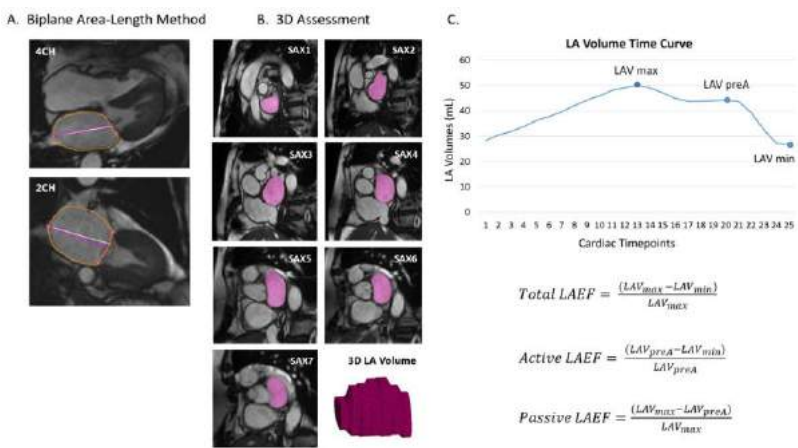 A. Biplane Area-Length Method
B. 3D Assessment
C.
4CH
2CH
SAX1
SAX2
SAX3
SAX4
SAX5
SAX6
SAX7
3D LA Volume
LA Volume Time Curve
LA Volumes (mL)
60
50
40
30
20
10
0
LAV max
LAV preA
LAV min
1 2 3 4 5 6 7 8 9 10 11 12 13 14 15 16 17 18 19 20 21 22 23 24 25
Cardiac Timepoints
Total LAEF = (LAVmax−LAVmin) / LAVmax
Active LAEF = (LAVpreA−LAVmin) / LAVpreA
Passive LAEF = (LAVmax−LAVpreA) / LAVmax